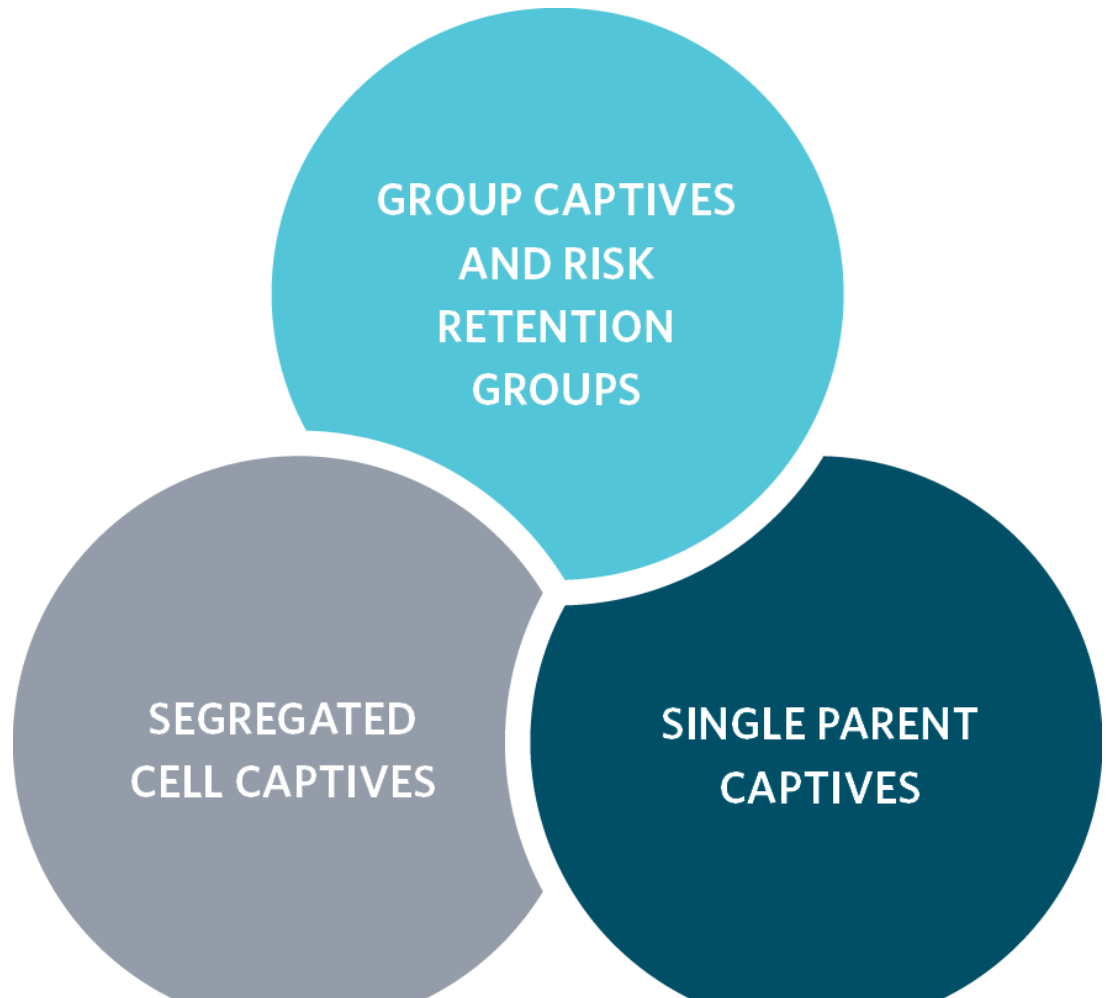 GROUP CAPTIVES
AND RISK
RETENTION
GROUPS
SEGREGATED
CELL CAPTIVES
SINGLE PARENT
CAPTIVES